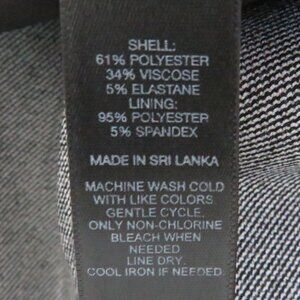 SHELL:
61% POLYESTER
34% VISCOSE
5% ELASTANE
LINING:
95% POLYESTER
5% SPANDEX
MADE IN SRI LANKA
MACHINE WASH COLD
WITH LIKE COLORS
GENTLE CYCLE.
ONLY NON-CHLORINE
BLEACH WHEN
NEEDED
LINE DRY.
COOL IRON IF NEEDED